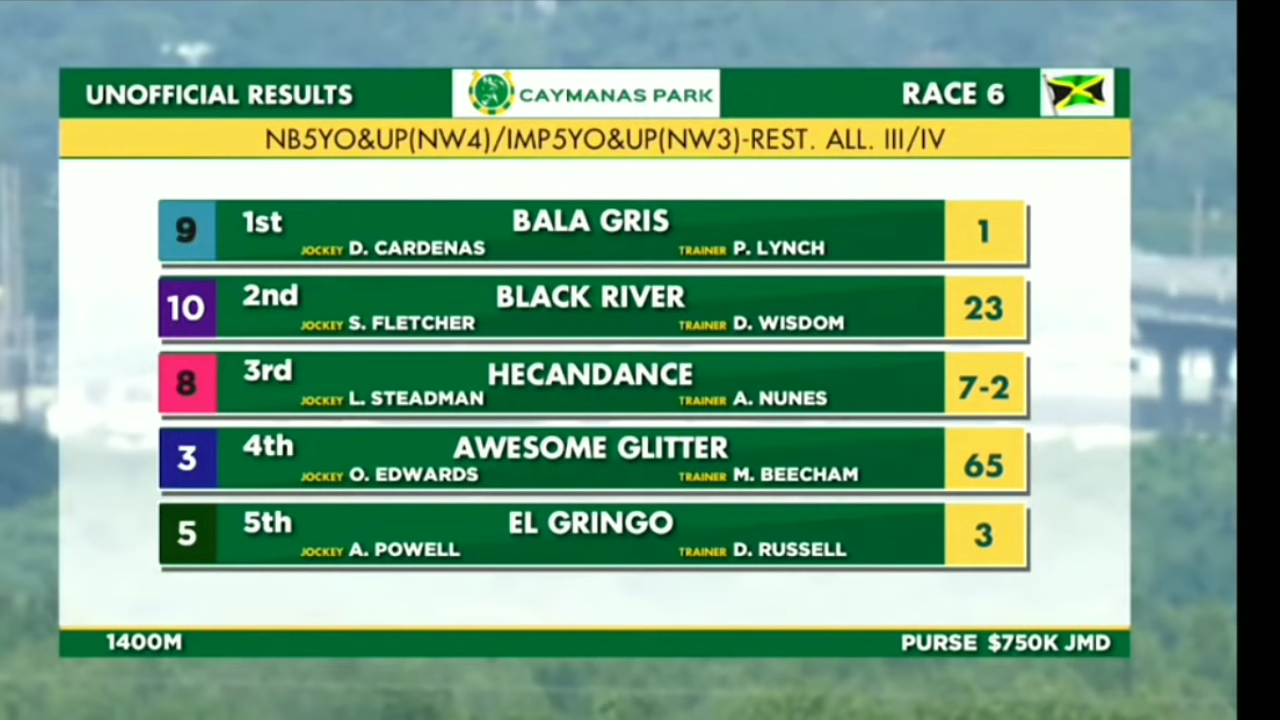 UNOFFICIAL RESULTS CAYMANAS PARK RACE 6
NB5YO&UP(NW4)/IMP5YO&UP(NW3)-REST. ALL. III/IV
9 1st BALA GRIS 1
JOCKEY D. CARDENAS TRAINER P. LYNCH
10 2nd BLACK RIVER 23
JOCKEY S. FLETCHER TRAINER D. WISDOM
8 3rd HECANDANCE 7-2
JOCKEY L. STEADMAN TRAINER A. NUNES
3 4th AWESOME GLITTER 65
JOCKEY O. EDWARDS TRAINER M. BEECHAM
5 5th EL GRINGO 3
JOCKEY A. POWELL TRAINER D. RUSSELL
1400M PURSE $750K JMD